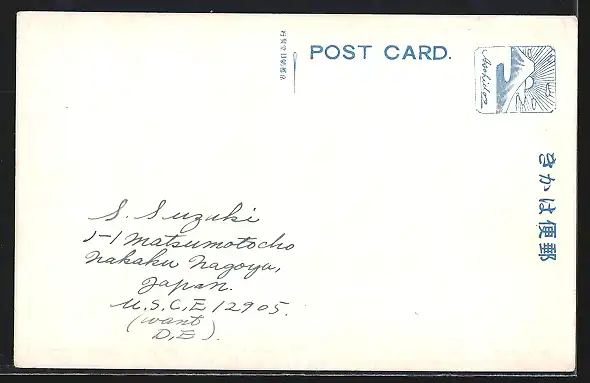 POST CARD.
郵便はかき
S. Suzuki
1-1 Matsumotocho
Nakaku Nagoya,
Japan.
U.S.C.E 12905.
(want
D.E).